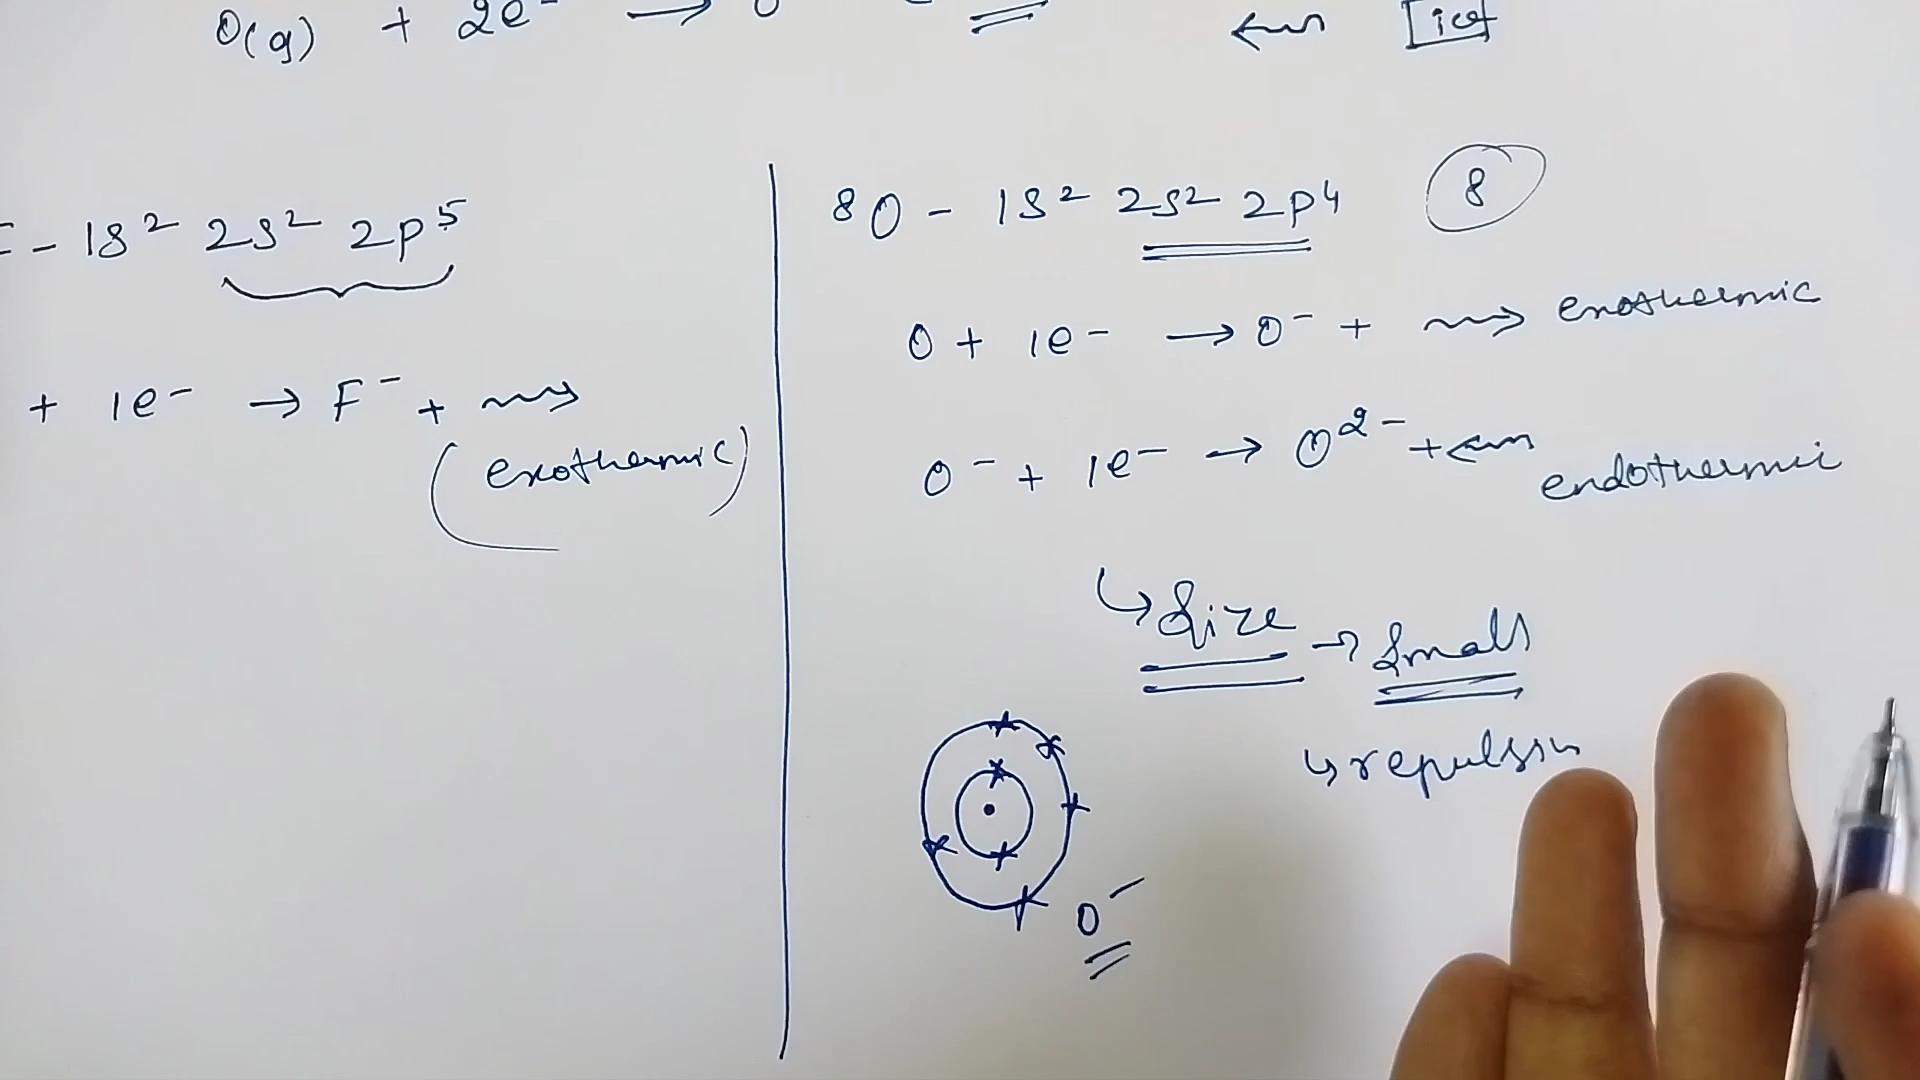 O(g) + 2e⁻ →
← [ice]
- 1s² 2s² 2p⁵
+ 1e⁻ → F⁻ +
(exothermic)
⁸O - 1s² 2s² 2p⁴ 8
O + 1e⁻ → O⁻ + → exothermic
O⁻ + 1e⁻ → O²⁻ + ← endothermic
↳ Size → Small
↳ repulsion
O⁻